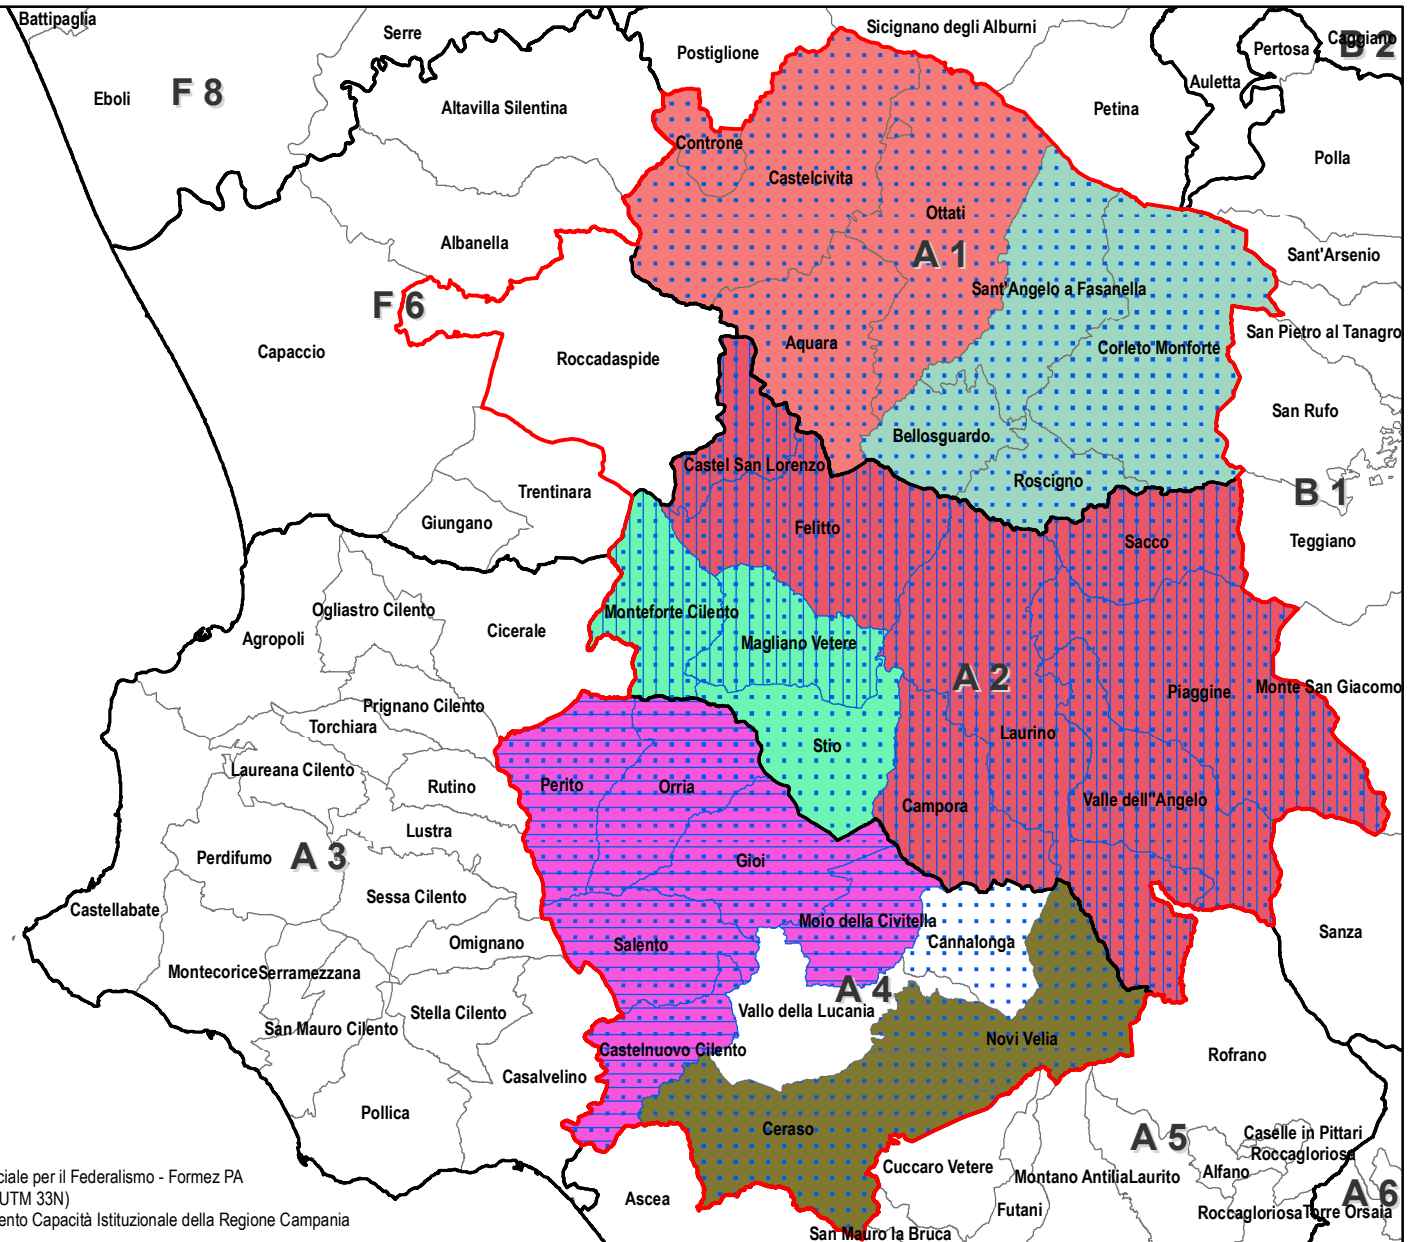 Battipaglia
Serre
Sicignano degli Alburni
Postiglione
Pertosa
Caggiano
B 2
Auletta
Eboli
F 8
Altavilla Silentina
Petina
Controne
Polla
Castelcivita
Ottati
Albanella
A 1
Sant'Arsenio
Sant'Angelo a Fasanella
F 6
San Pietro al Tanagro
Capaccio
Roccadaspide
Aquara
Corleto Monforte
San Rufo
Bellosguardo
Castel San Lorenzo
Roscigno
Trentinara
B 1
Giungano
Felitto
Sacco
Teggiano
Ogliastro Cilento
Monteforte Cilento
Agropoli
Cicerale
Magliano Vetere
A 2
Piaggine
Monte San Giacomo
Prignano Cilento
Torchiara
Laurino
Stio
Laureana Cilento
Rutino
Perito
Orria
Campora
Valle dell''Angelo
Lustra
Perdifumo
A 3
Gioi
Sessa Cilento
Castellabate
Moio della Civitella
Omignano
Salento
Cannalonga
Sanza
Montecorice
Serramezzana
A 4
Stella Cilento
Vallo della Lucania
San Mauro Cilento
Novi Velia
Castelnuovo Cilento
Rofrano
Casalvelino
Pollica
Ceraso
A 5
Caselle in Pittari
Roccagloriosa
Cuccaro Vetere
Montano Antilia
Laurito
Alfano
ciale per il Federalismo - Formez PA
Ascea
A 6
UTM 33N)
Futani
Roccagloriosa
Torre Orsaia
ento Capacità Istituzionale della Regione Campania
San Mauro la Bruca